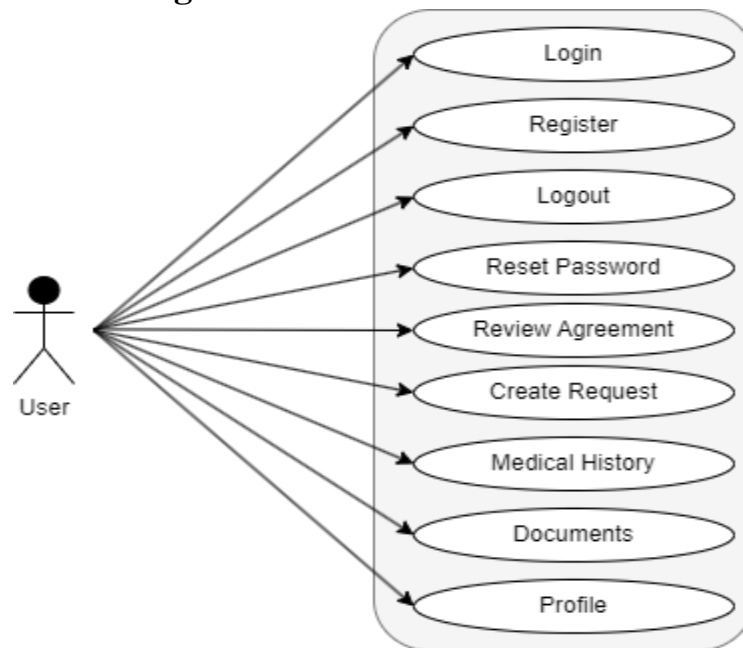 Login
Register
Logout
Reset Password
Review Agreement
Create Request
Medical History
Documents
Profile
User